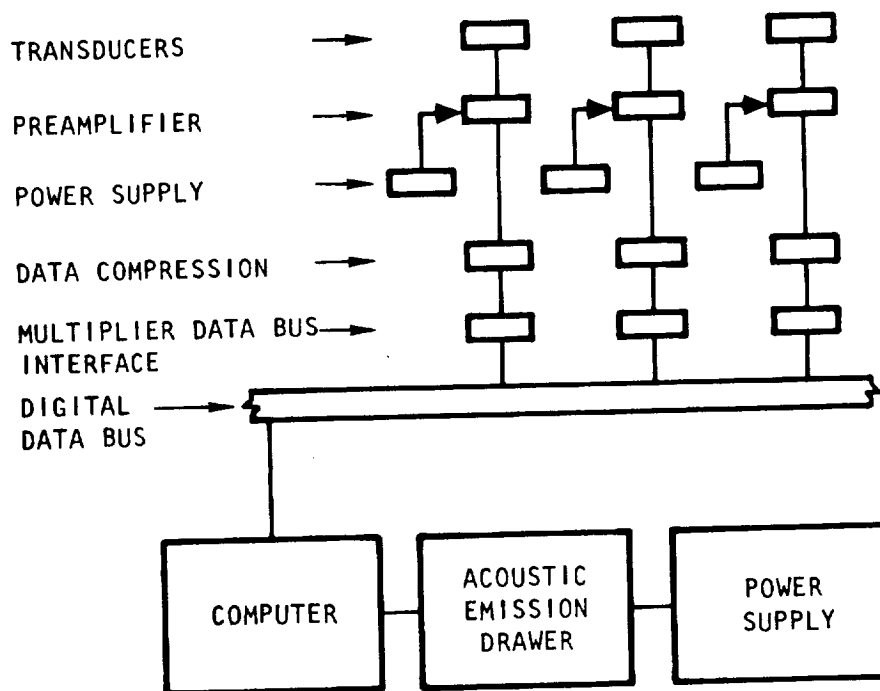 TRANSDUCERS
PREAMPLIFIER
POWER SUPPLY
DATA COMPRESSION
MULTIPLIER DATA BUS
INTERFACE
DIGITAL
DATA BUS
COMPUTER
ACOUSTIC
EMISSION
DRAWER
POWER
SUPPLY